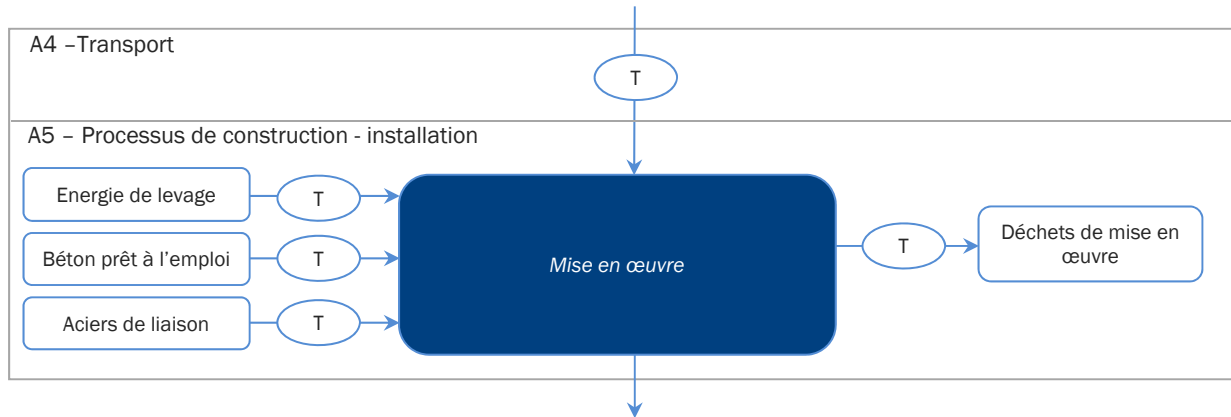 A4 –Transport
T
A5 – Processus de construction - installation
Energie de levage
T
Béton prêt à l'emploi
T
Aciers de liaison
T
Mise en œuvre
T
Déchets de mise en
œuvre